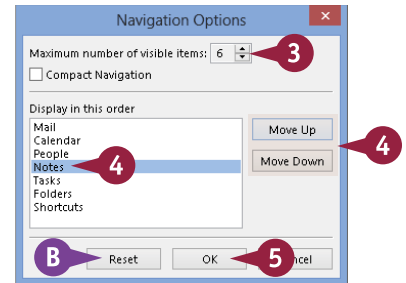 Navigation Options
×
Maximum number of visible items: 6
3
Compact Navigation
Display in this order
Mail
Calendar
People
Notes
Tasks
Folders
Shortcuts
4
Move Up
Move Down
4
B
Reset
OK
5
cel